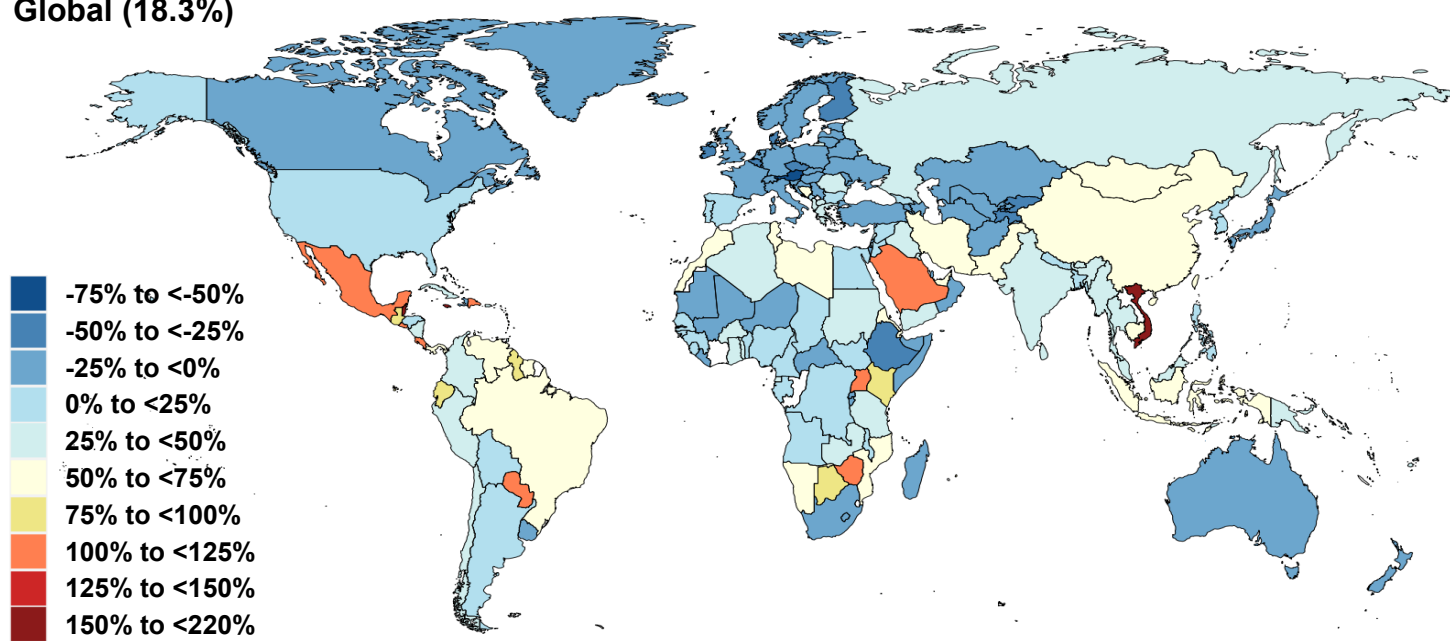 Global (18.3%)
-75% to <-50%
-50% to <-25%
-25% to <0%
0% to <25%
25% to <50%
50% to <75%
75% to <100%
100% to <125%
125% to <150%
150% to <220%